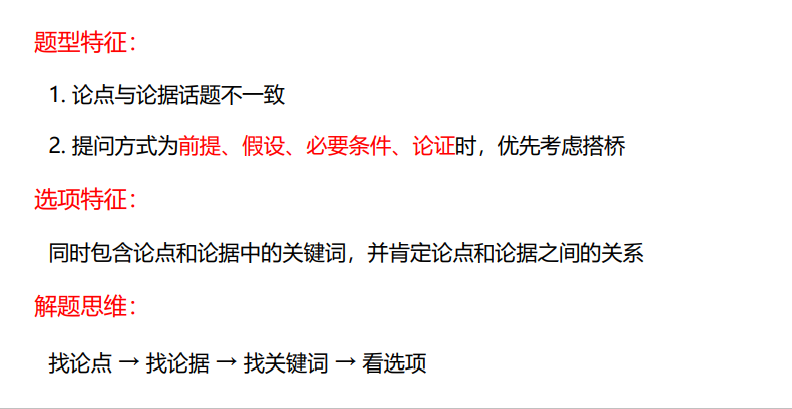 题型特征：
1. 论点与论据话题不一致
2. 提问方式为前提、假设、必要条件、论证时，优先考虑搭桥
选项特征：
同时包含论点和论据中的关键词，并肯定论点和论据之间的关系
解题思维：
找论点 → 找论据 → 找关键词 → 看选项